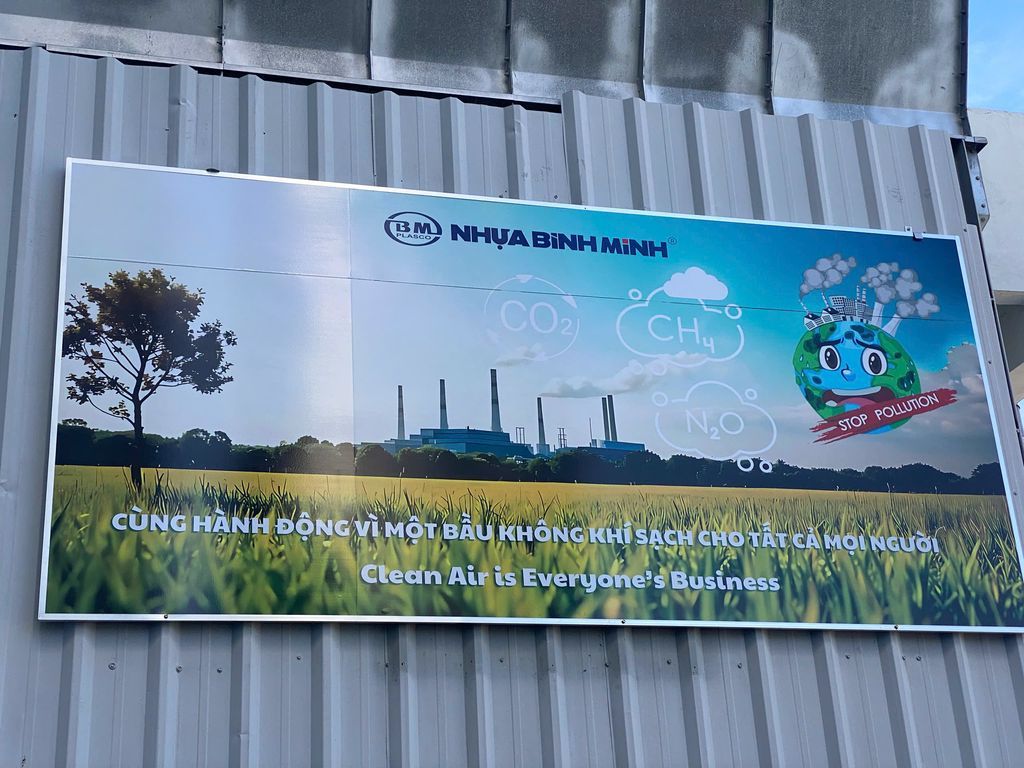 BM
PLASCO
NHỰA BÌNH MINH®
CO₂
CH₄
N₂O
STOP POLLUTION
CÙNG HÀNH ĐỘNG VÌ MỘT BẦU KHÔNG KHÍ SẠCH CHO TẤT CẢ MỌI NGƯỜI
Clean Air is Everyone's Business